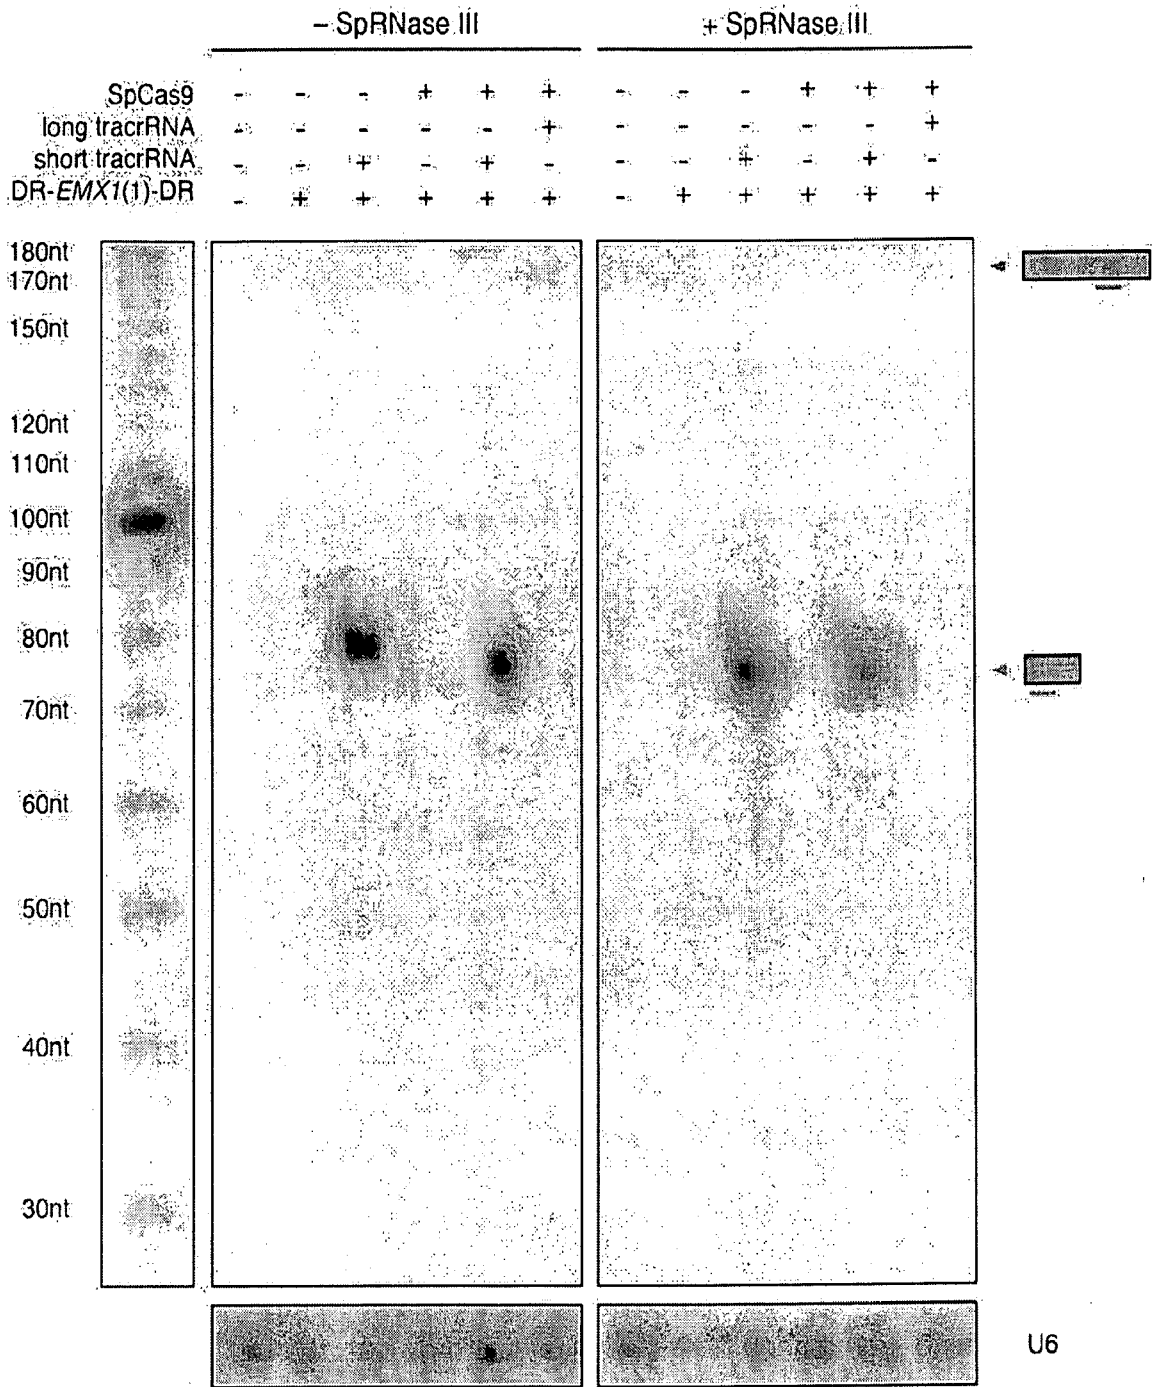 – SpRNase III + SpRNase III
SpCas9 - - - + + + - - - + + +
long tracrRNA - - - - - + - - - - - +
short tracrRNA - - + - + - - - + - + -
DR-EMX1(1)-DR - + + + + + - + + + + +
180nt
170nt
150nt
120nt
110nt
100nt
90nt
80nt
70nt
60nt
50nt
40nt
30nt
U6